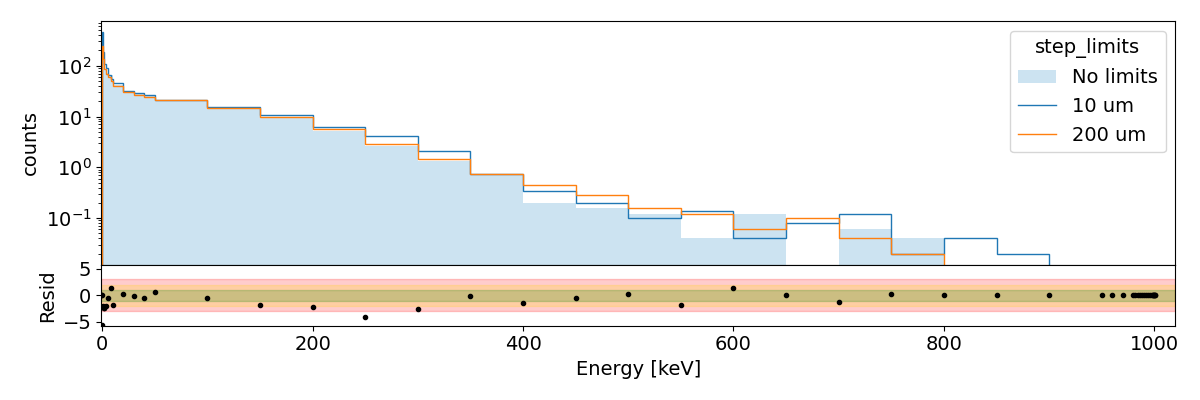 counts
10²
10¹
10⁰
10⁻¹
step_limits
No limits
10 um
200 um
Resid
5
0
−5
0 200 400 600 800 1000
Energy [keV]